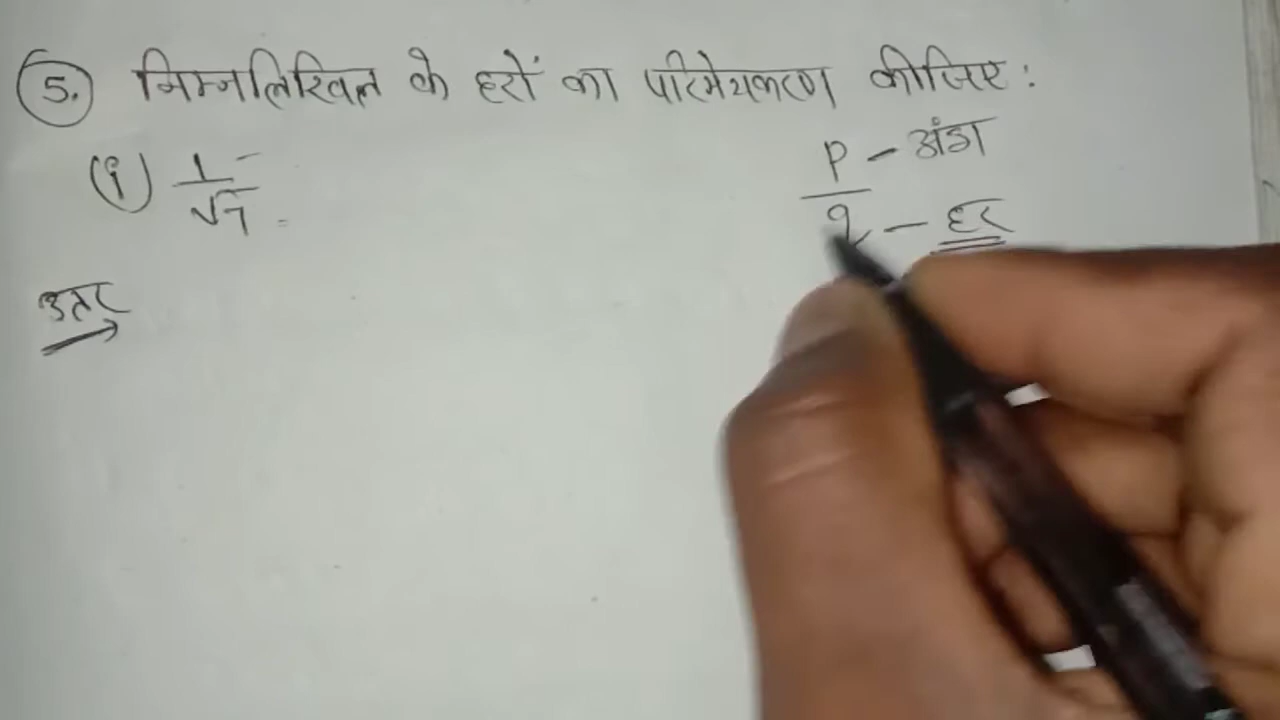 5. निम्नलिखित के हरों का परिमेयकरण कीजिए :
(i) 1/√7
p/q
p – अंश
q – हर
उत्तर